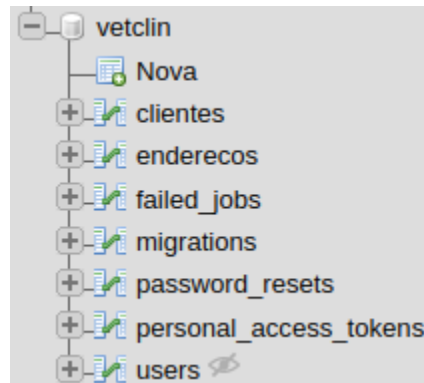 vetclin
Nova
clientes
enderecos
failed_jobs
migrations
password_resets
personal_access_tokens
users